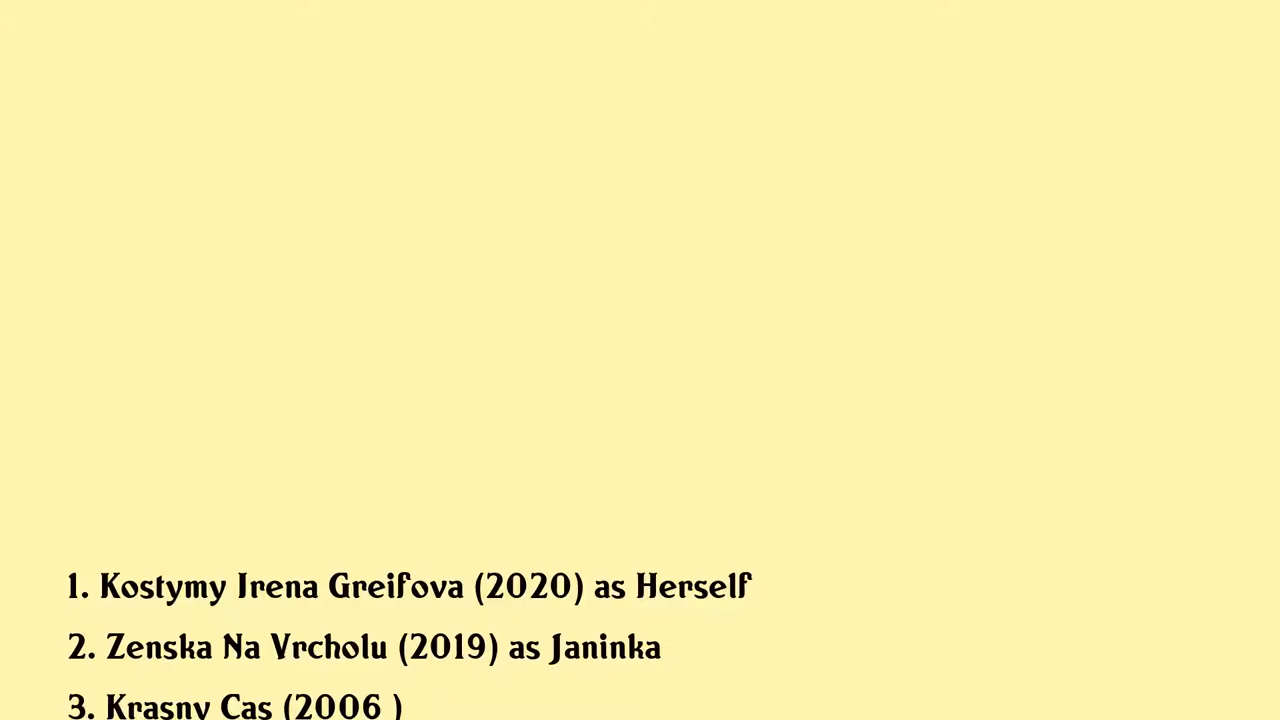 1. Kostymy Irena Greifova (2020) as Herself
2. Zenska Na Vrcholu (2019) as Janinka
3. Krasny Cas (2006 )